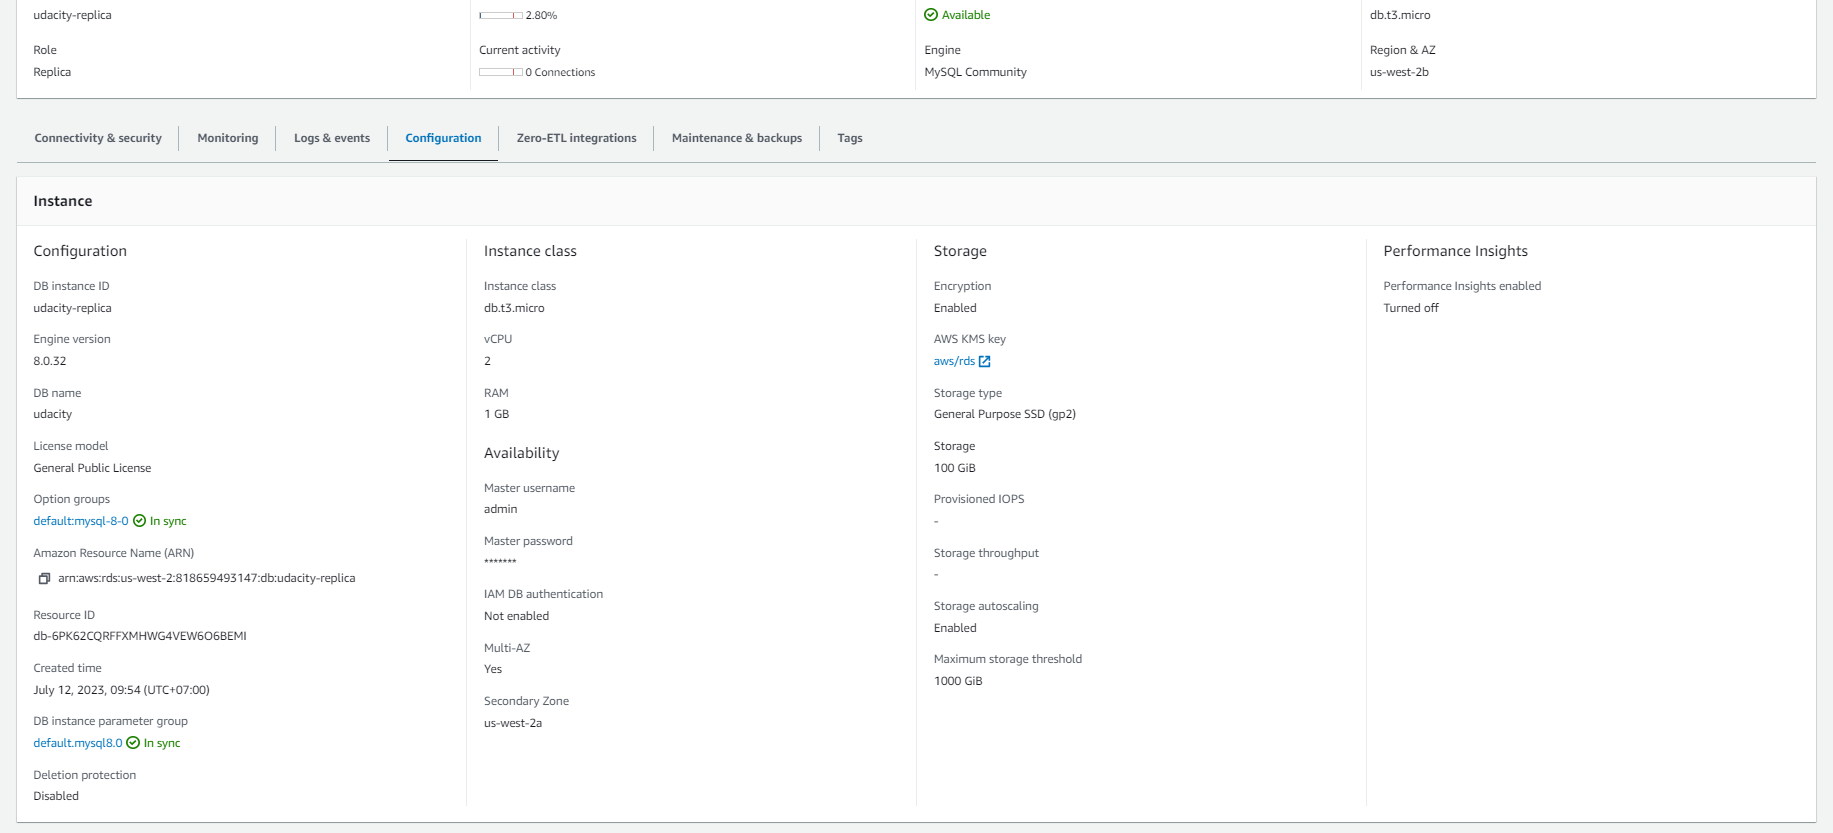 udacity-replica
2.80%
Available
db.t3.micro
Role
Current activity
Engine
Region & AZ
Replica
0 Connections
MySQL Community
us-west-2b
Connectivity & security
Monitoring
Logs & events
Configuration
Zero-ETL integrations
Maintenance & backups
Tags
Instance
Configuration
DB instance ID
udacity-replica
Engine version
8.0.32
DB name
udacity
License model
General Public License
Option groups
default:mysql-8-0 In sync
Amazon Resource Name (ARN)
arn:aws:rds:us-west-2:818659493147:db:udacity-replica
Resource ID
db-6PK62CQRFFXMHWG4VEW6O6BEMI
Created time
July 12, 2023, 09:54 (UTC+07:00)
DB instance parameter group
default.mysql8.0 In sync
Deletion protection
Disabled
Instance class
Instance class
db.t3.micro
vCPU
2
RAM
1 GB
Availability
Master username
admin
Master password
*******
IAM DB authentication
Not enabled
Multi-AZ
Yes
Secondary Zone
us-west-2a
Storage
Encryption
Enabled
AWS KMS key
aws/rds
Storage type
General Purpose SSD (gp2)
Storage
100 GiB
Provisioned IOPS
-
Storage throughput
-
Storage autoscaling
Enabled
Maximum storage threshold
1000 GiB
Performance Insights
Performance Insights enabled
Turned off